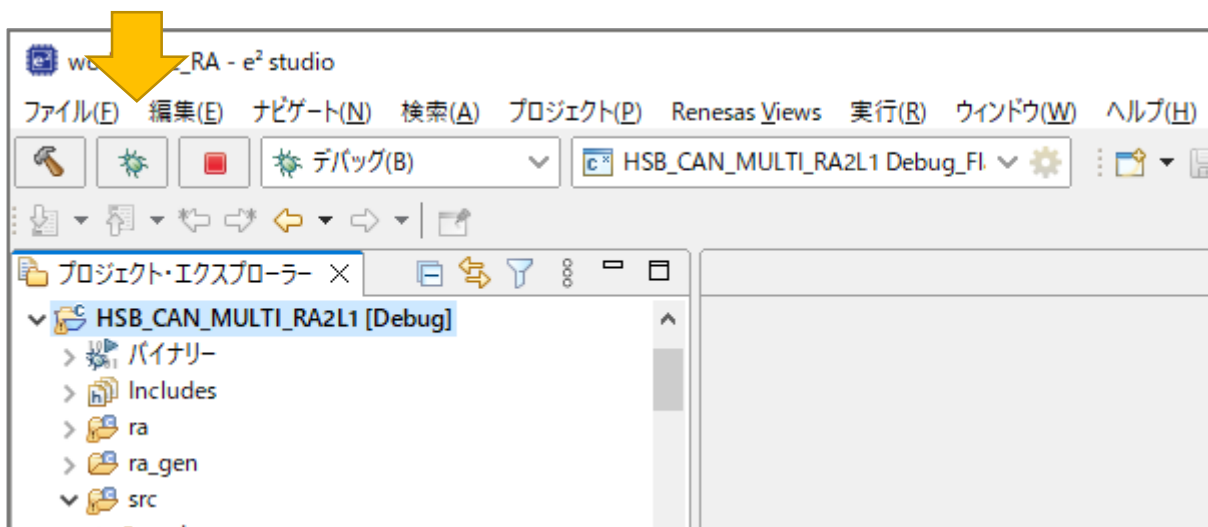 RA - e² studio
ファイル(F) 編集(E) ナビゲート(N) 検索(A) プロジェクト(P) Renesas Views 実行(R) ウィンドウ(W) ヘルプ(H)
デバッグ(B) HSB_CAN_MULTI_RA2L1 Debug_Fl
プロジェクト・エクスプローラー
HSB_CAN_MULTI_RA2L1 [Debug]
バイナリー
Includes
ra
ra_gen
src